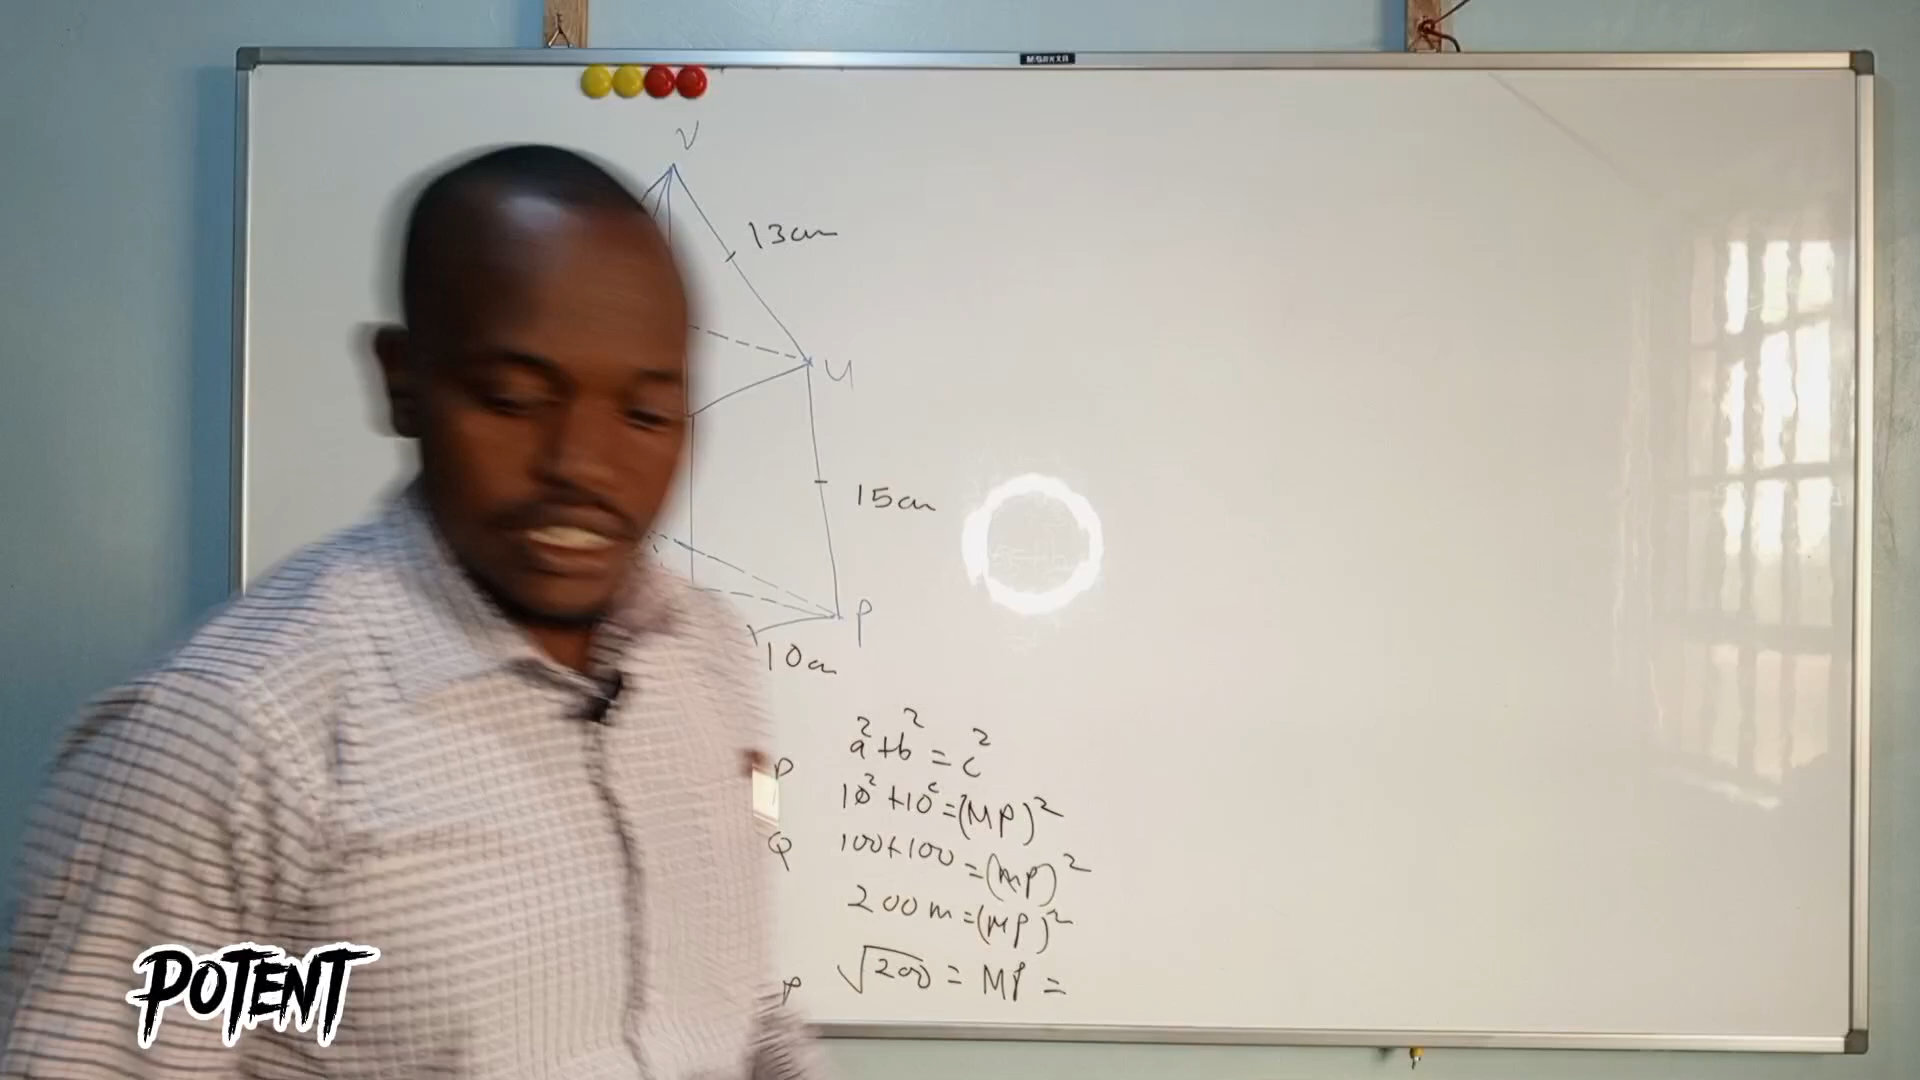 V
13cm
U
15cm
P
10cm
P
a²+b²=c²
10²+10²=(MP)²
Q
100+100=(MP)²
200m=(MP)²
P
√200 = MP =
POTENT